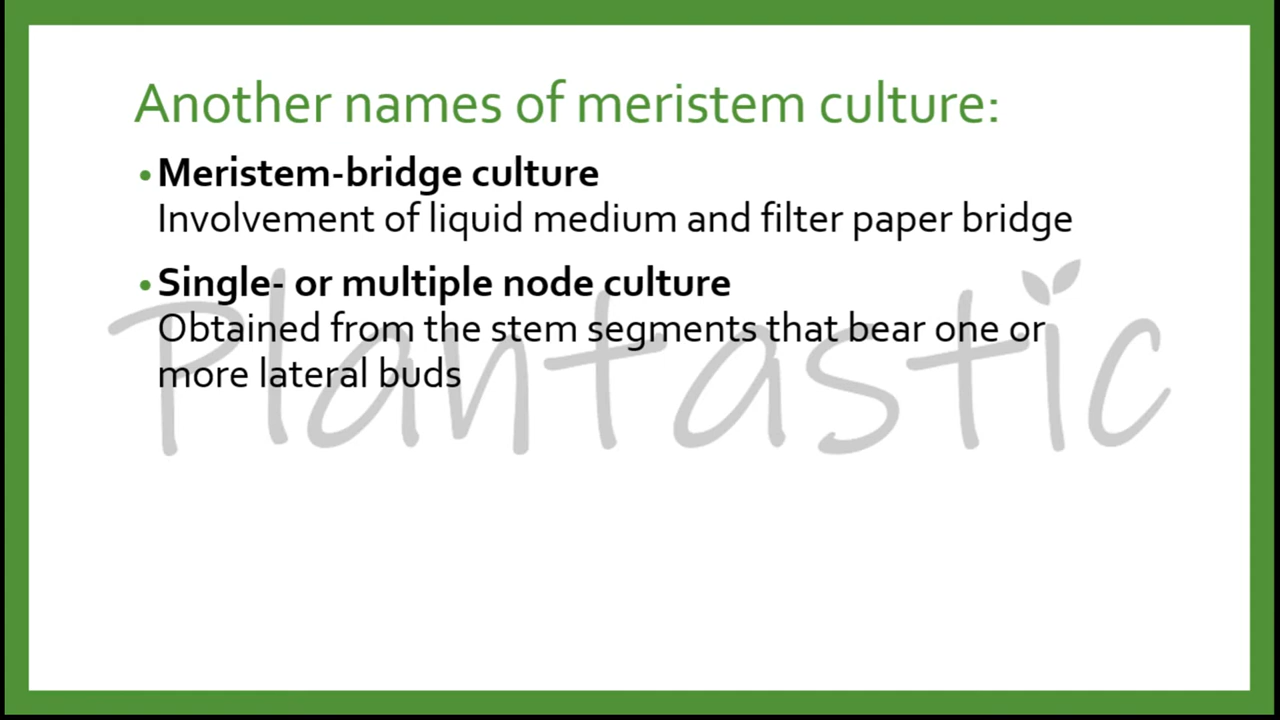 Another names of meristem culture:
•Meristem-bridge culture
Involvement of liquid medium and filter paper bridge
•Single- or multiple node culture
Obtained from the stem segments that bear one or
more lateral buds
Plantastic